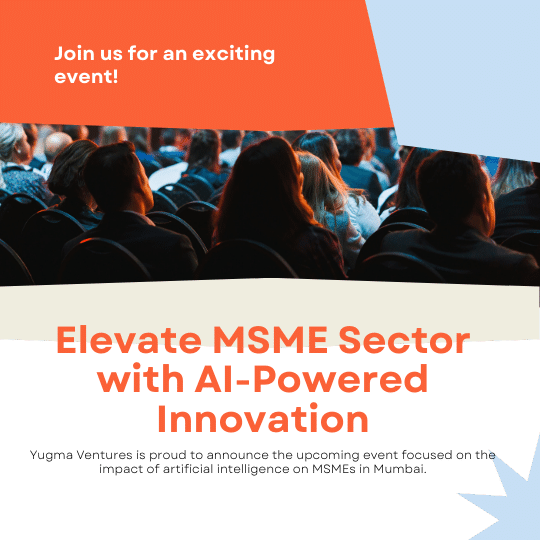 Join us for an exciting
event!
Elevate MSME Sector
with AI-Powered
Innovation
Yugma Ventures is proud to announce the upcoming event focused on the
impact of artificial intelligence on MSMEs in Mumbai.